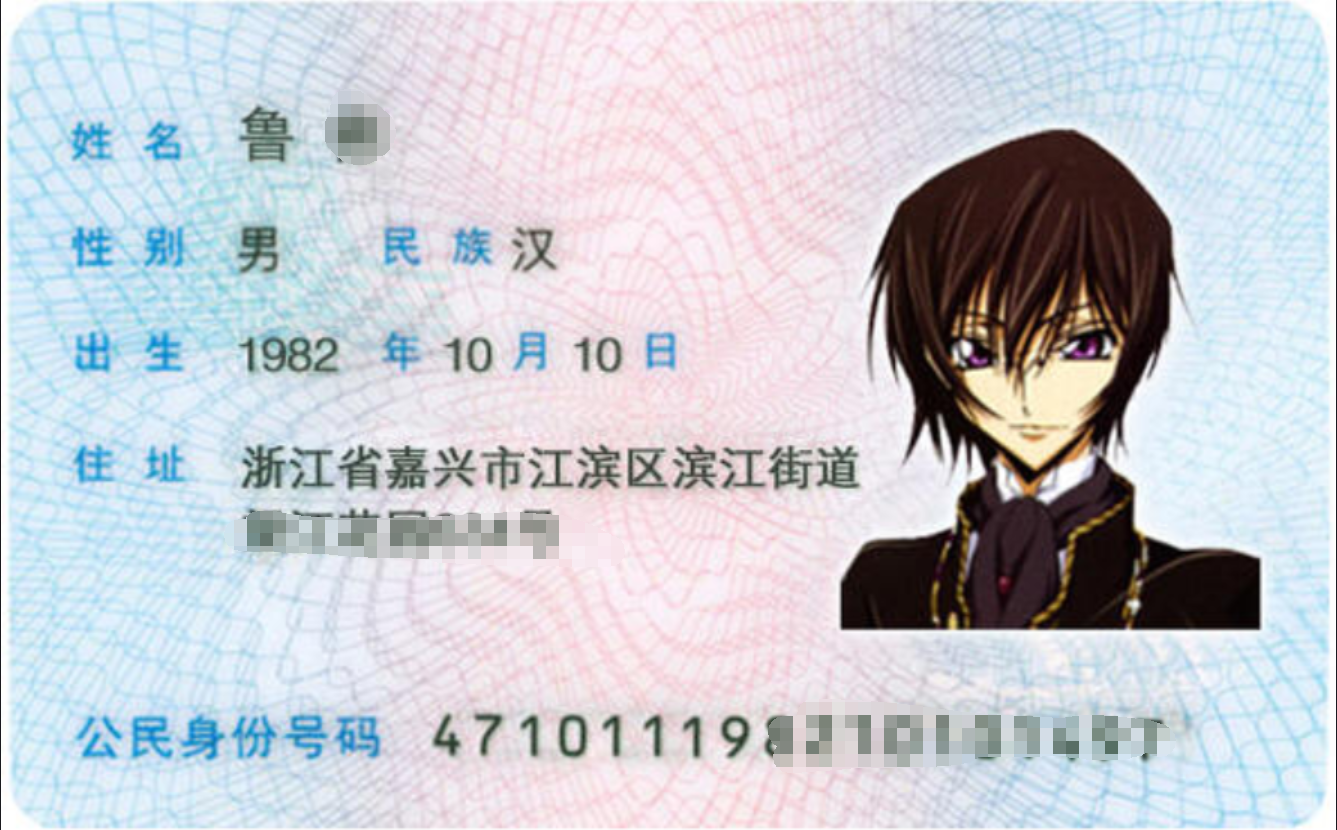 姓名 鲁
性别 男 民族 汉
出生 1982 年 10 月 10 日
住址 浙江省嘉兴市江滨区滨江街道
公民身份号码 471011198